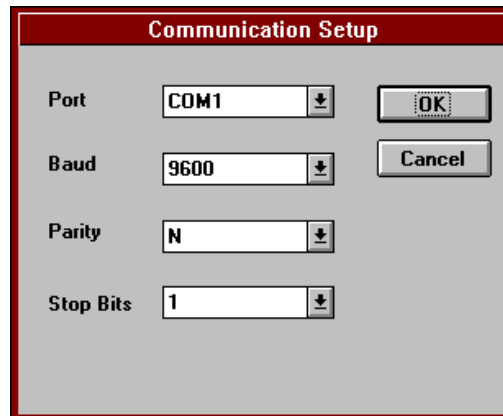 Communication Setup
Port COM1 OK
Baud 9600 Cancel
Parity N
Stop Bits 1